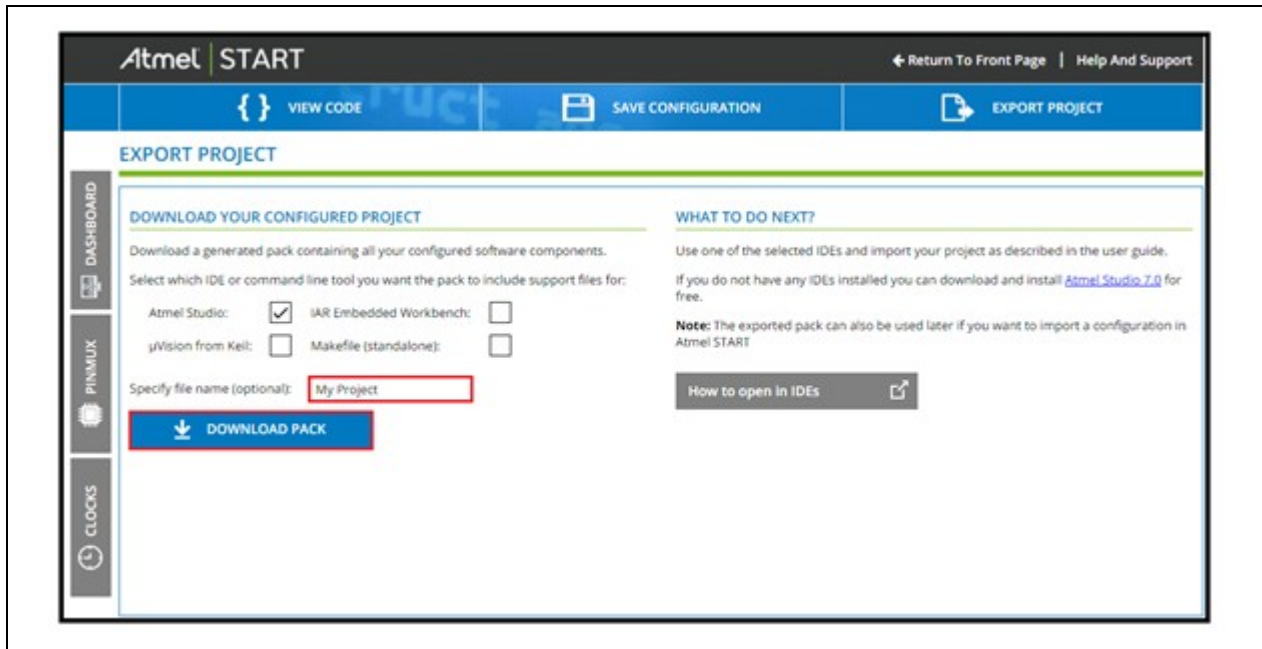 Atmel START
Return To Front Page | Help And Support
{ } VIEW CODE
SAVE CONFIGURATION
EXPORT PROJECT
EXPORT PROJECT
DASHBOARD
PINMUX
CLOCKS
DOWNLOAD YOUR CONFIGURED PROJECT
Download a generated pack containing all your configured software components.
Select which IDE or command line tool you want the pack to include support files for:
Atmel Studio:
IAR Embedded Workbench:
µVision from Keil:
Makefile (standalone):
Specify file name (optional):
My Project
DOWNLOAD PACK
WHAT TO DO NEXT?
Use one of the selected IDEs and import your project as described in the user guide.
If you do not have any IDEs installed you can download and install Atmel Studio 7.0 for
free.
Note: The exported pack can also be used later if you want to import a configuration in
Atmel START
How to open in IDEs